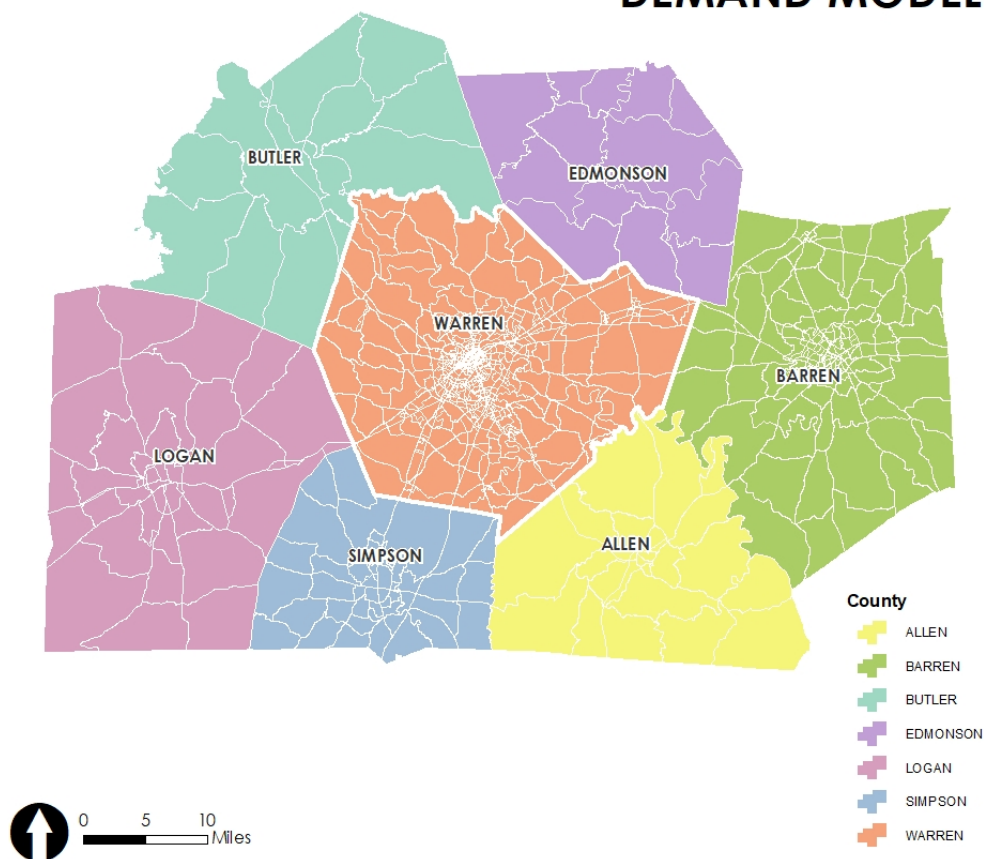 DEMAND MODEL
BUTLER
EDMONSON
WARREN
BARREN
LOGAN
SIMPSON
ALLEN
County
ALLEN
BARREN
BUTLER
EDMONSON
LOGAN
SIMPSON
WARREN
0 5 10
Miles